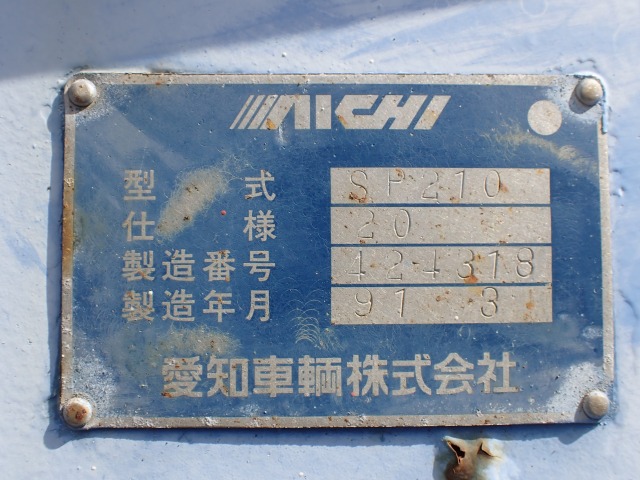 AICHI
型式 SP210
仕様 20
製造番号 424318
製造年月 91 3
愛知車輌株式会社